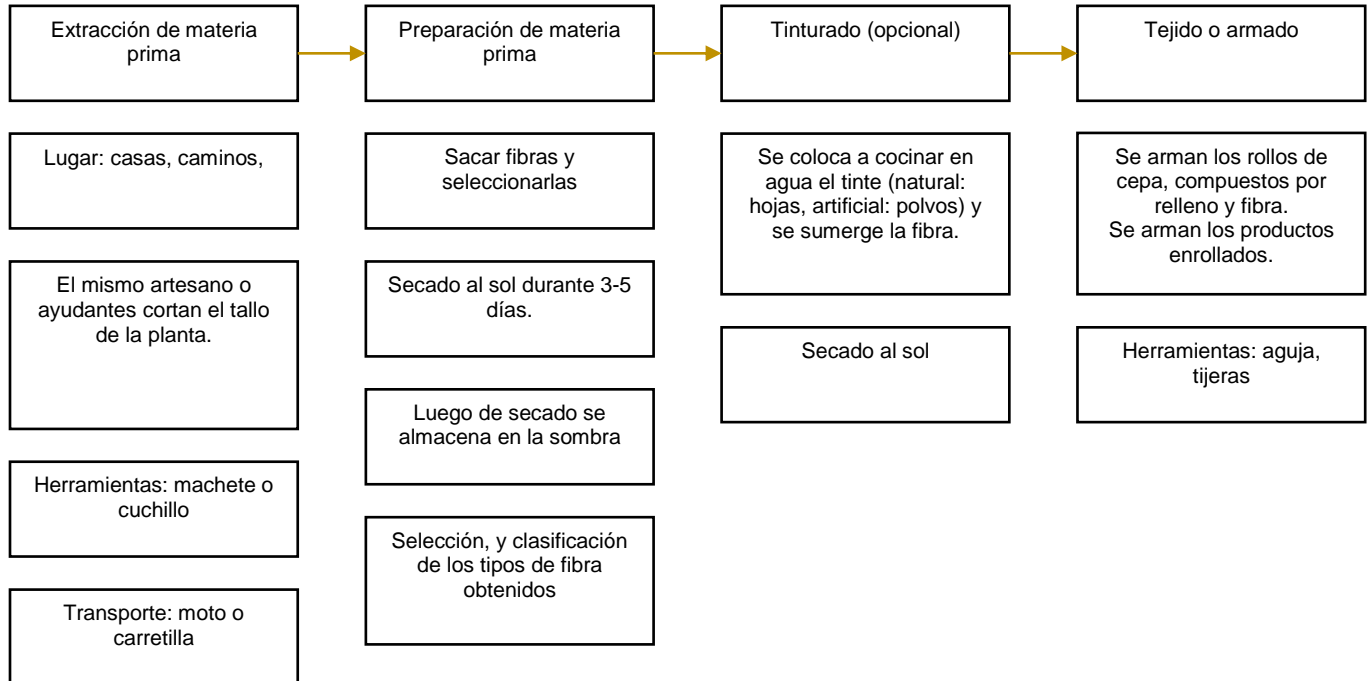 Extracción de materia
prima
Preparación de materia
prima
Tinturado (opcional)
Tejido o armado
Lugar: casas, caminos,
El mismo artesano o
ayudantes cortan el tallo
de la planta.
Herramientas: machete o
cuchillo
Transporte: moto o
carretilla
Sacar fibras y
seleccionarlas
Secado al sol durante 3-5
días.
Luego de secado se
almacena en la sombra
Selección, y clasificación
de los tipos de fibra
obtenidos
Se coloca a cocinar en
agua el tinte (natural:
hojas, artificial: polvos) y
se sumerge la fibra.
Secado al sol
Se arman los rollos de
cepa, compuestos por
relleno y fibra.
Se arman los productos
enrollados.
Herramientas: aguja,
tijeras